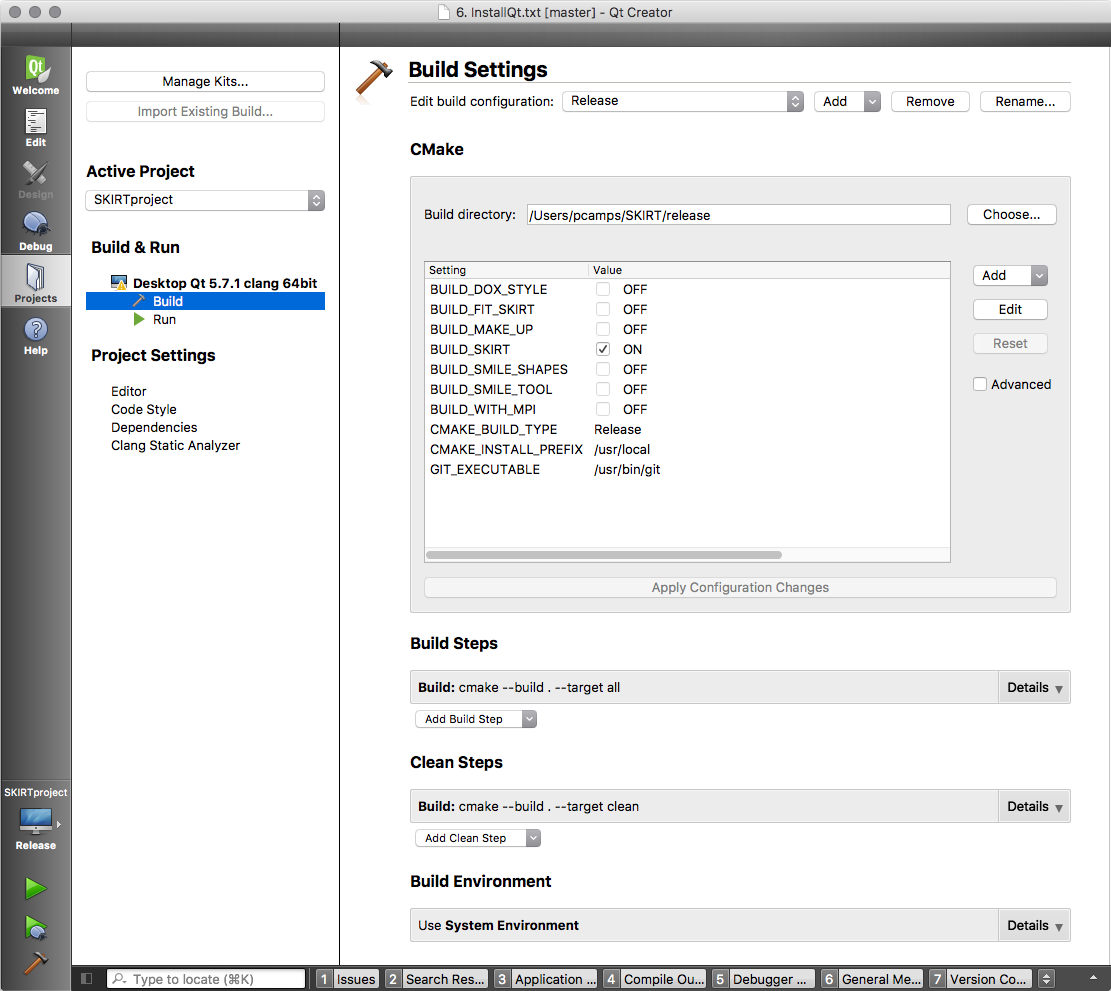 6. InstallQt.txt [master] - Qt Creator
Welcome
Edit
Design
Debug
Projects
Help
SKIRTproject
Release
Manage Kits...
Import Existing Build...
Active Project
SKIRTproject
Build & Run
Desktop Qt 5.7.1 clang 64bit
Build
Run
Project Settings
Editor
Code Style
Dependencies
Clang Static Analyzer
Build Settings
Edit build configuration: Release Add Remove Rename...
CMake
Build directory: /Users/pcamps/SKIRT/release Choose...
Setting Value
BUILD_DOX_STYLE OFF
BUILD_FIT_SKIRT OFF
BUILD_MAKE_UP OFF
BUILD_SKIRT ON
BUILD_SMILE_SHAPES OFF
BUILD_SMILE_TOOL OFF
BUILD_WITH_MPI OFF
CMAKE_BUILD_TYPE Release
CMAKE_INSTALL_PREFIX /usr/local
GIT_EXECUTABLE /usr/bin/git
Add
Edit
Reset
Advanced
Apply Configuration Changes
Build Steps
Build: cmake --build . --target all Details
Add Build Step
Clean Steps
Build: cmake --build . --target clean Details
Add Clean Step
Build Environment
Use System Environment Details
Type to locate (⌘K) 1 Issues 2 Search Res... 3 Application ... 4 Compile Ou... 5 Debugger ... 6 General Me... 7 Version Co...